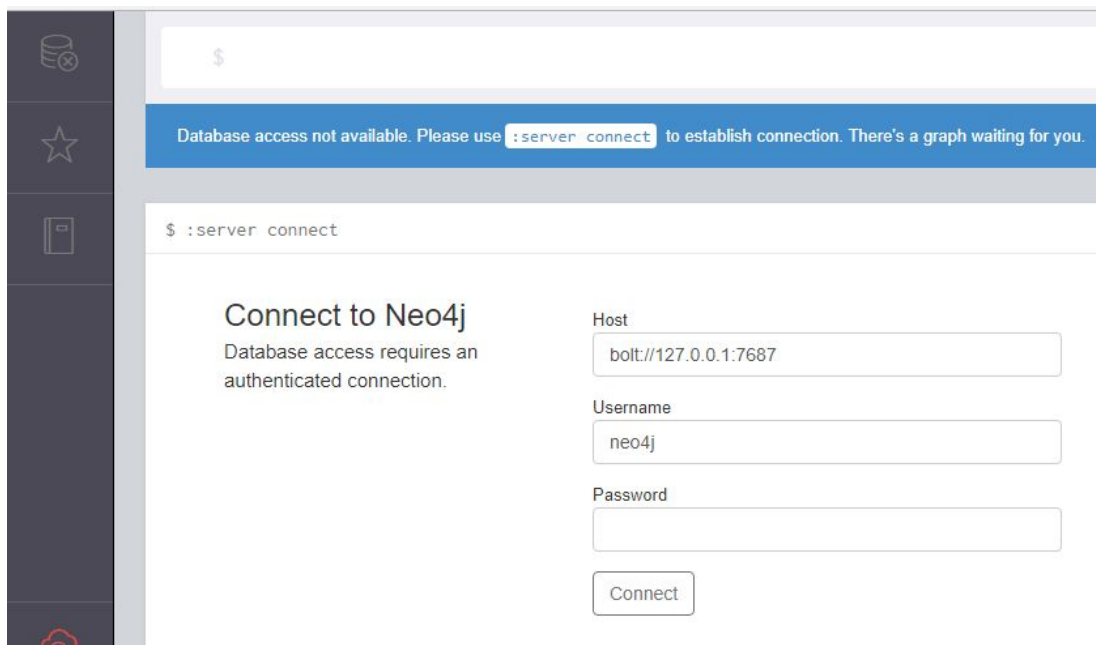 $
Database access not available. Please use :server connect to establish connection. There's a graph waiting for you.
$ :server connect
Connect to Neo4j
Database access requires an
authenticated connection.
Host
bolt://127.0.0.1:7687
Username
neo4j
Password
Connect